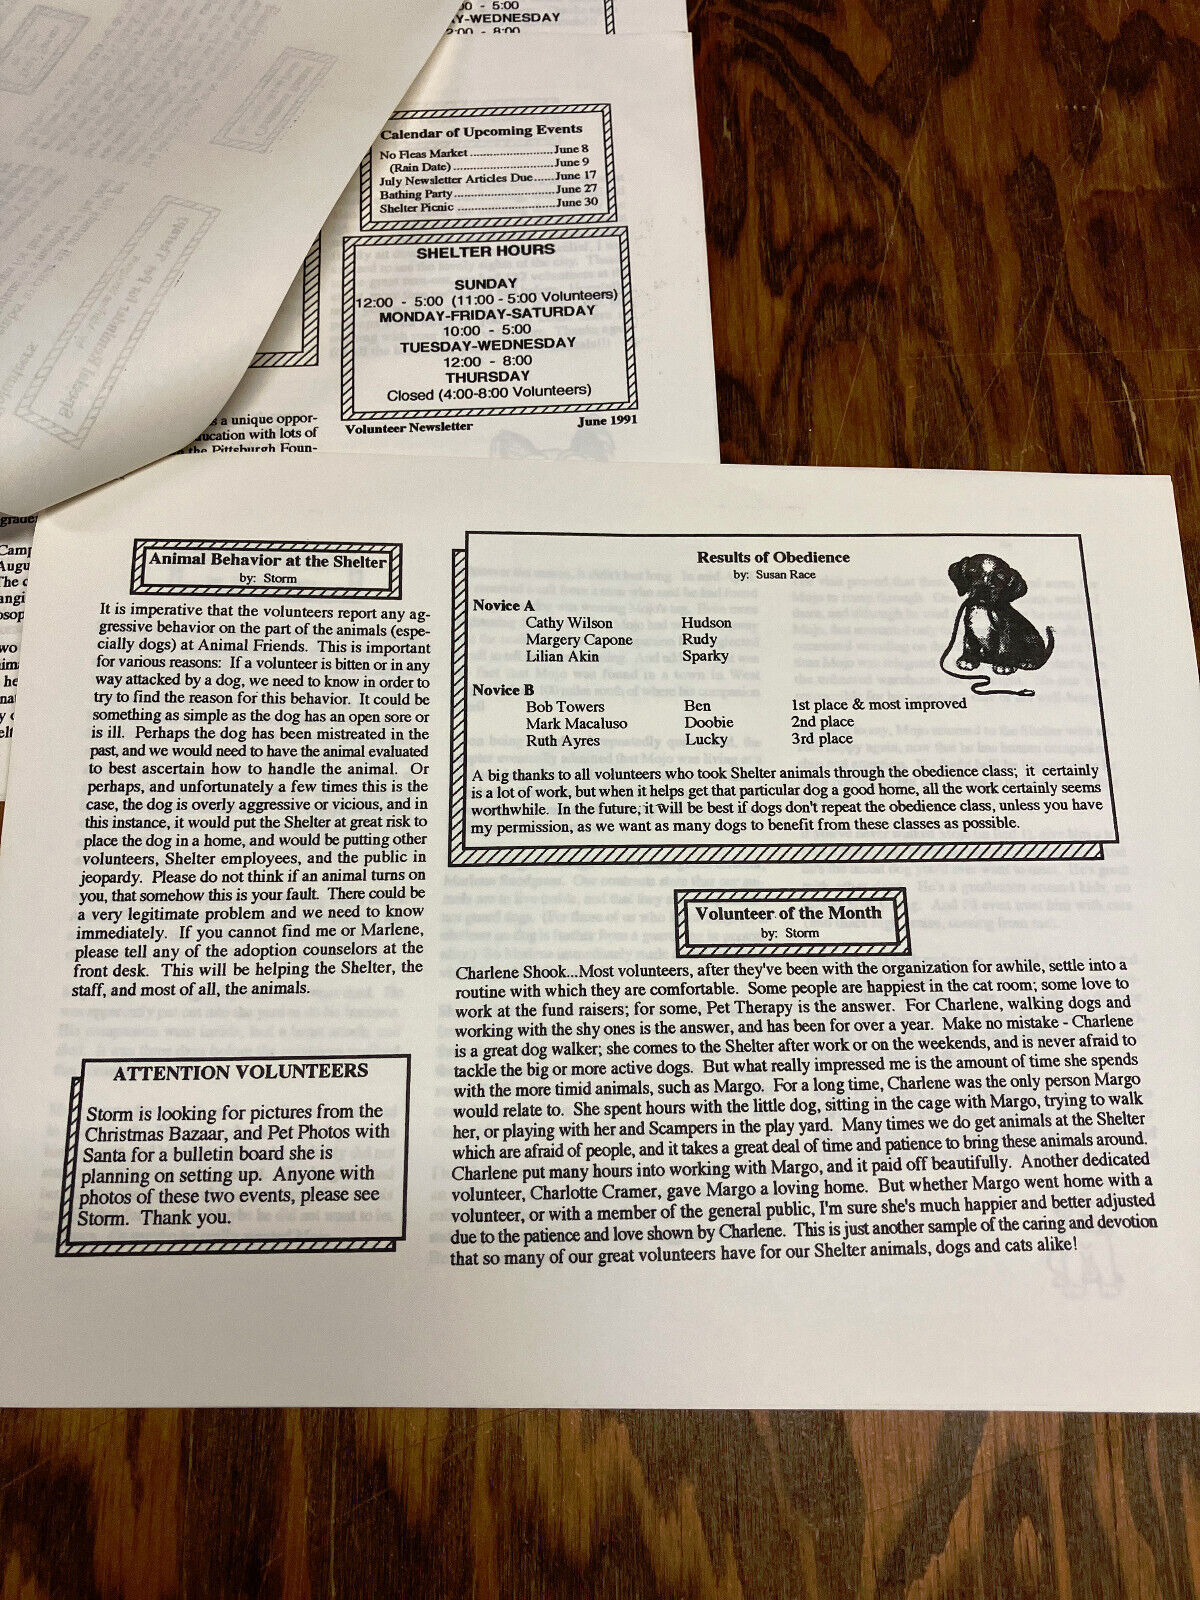 00 - 5:00
Y-WEDNESDAY
2:00 - 8:00
Calendar of Upcoming Events
No Fleas Market ........................June 8
(Rain Date) .............................June 9
July Newsletter Articles Due......June 17
Bathing Party.............................June 27
Shelter Picnic ............................June 30
SHELTER HOURS
SUNDAY
12:00 - 5:00 (11:00 - 5:00 Volunteers)
MONDAY-FRIDAY-SATURDAY
10:00 - 5:00
TUESDAY-WEDNESDAY
12:00 - 8:00
THURSDAY
Closed (4:00-8:00 Volunteers)
Volunteer Newsletter June 1991
a unique oppor-
ucation with lots of
the Pittsburgh Foun-
Animal Behavior at the Shelter
by: Storm
It is imperative that the volunteers report any ag-
gressive behavior on the part of the animals (espe-
cially dogs) at Animal Friends. This is important
for various reasons: If a volunteer is bitten or in any
way attacked by a dog, we need to know in order to
try to find the reason for this behavior. It could be
something as simple as the dog has an open sore or
is ill. Perhaps the dog has been mistreated in the
past, and we would need to have the animal evaluated
to best ascertain how to handle the animal. Or
perhaps, and unfortunately a few times this is the
case, the dog is overly aggressive or vicious, and in
this instance, it would put the Shelter at great risk to
place the dog in a home, and would be putting other
volunteers, Shelter employees, and the public in
jeopardy. Please do not think if an animal turns on
you, that somehow this is your fault. There could be
a very legitimate problem and we need to know
immediately. If you cannot find me or Marlene,
please tell any of the adoption counselors at the
front desk. This will be helping the Shelter, the
staff, and most of all, the animals.
ATTENTION VOLUNTEERS
Storm is looking for pictures from the
Christmas Bazaar, and Pet Photos with
Santa for a bulletin board she is
planning on setting up. Anyone with
photos of these two events, please see
Storm. Thank you.
Results of Obedience
by: Susan Race
Novice A
Cathy Wilson Hudson
Margery Capone Rudy
Lilian Akin Sparky
Novice B
Bob Towers Ben 1st place & most improved
Mark Macaluso Doobie 2nd place
Ruth Ayres Lucky 3rd place
A big thanks to all volunteers who took Shelter animals through the obedience class; it certainly
is a lot of work, but when it helps get that particular dog a good home, all the work certainly seems
worthwhile. In the future, it will be best if dogs don't repeat the obedience class, unless you have
my permission, as we want as many dogs to benefit from these classes as possible.
Volunteer of the Month
by: Storm
Charlene Shook...Most volunteers, after they've been with the organization for awhile, settle into a
routine with which they are comfortable. Some people are happiest in the cat room; some love to
work at the fund raisers; for some, Pet Therapy is the answer. For Charlene, walking dogs and
working with the shy ones is the answer, and has been for over a year. Make no mistake - Charlene
is a great dog walker; she comes to the Shelter after work or on the weekends, and is never afraid to
tackle the big or more active dogs. But what really impressed me is the amount of time she spends
with the more timid animals, such as Margo. For a long time, Charlene was the only person Margo
would relate to. She spent hours with the little dog, sitting in the cage with Margo, trying to walk
her, or playing with her and Scampers in the play yard. Many times we do get animals at the Shelter
which are afraid of people, and it takes a great deal of time and patience to bring these animals around.
Charlene put many hours into working with Margo, and it paid off beautifully. Another dedicated
volunteer, Charlotte Cramer, gave Margo a loving home. But whether Margo went home with a
volunteer, or with a member of the general public, I'm sure she's much happier and better adjusted
due to the patience and love shown by Charlene. This is just another sample of the caring and devotion
that so many of our great volunteers have for our Shelter animals, dogs and cats alike!